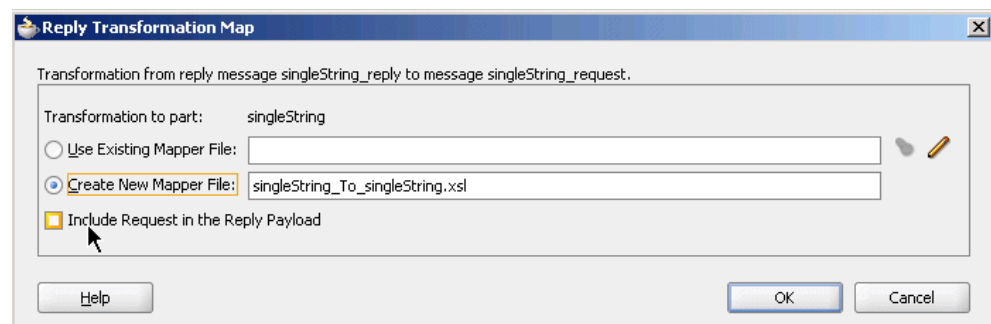 Reply Transformation Map
Transformation from reply message singleString_reply to message singleString_request.
Transformation to part: singleString
Use Existing Mapper File:
Create New Mapper File: singleString_To_singleString.xsl
Include Request in the Reply Payload
Help OK Cancel